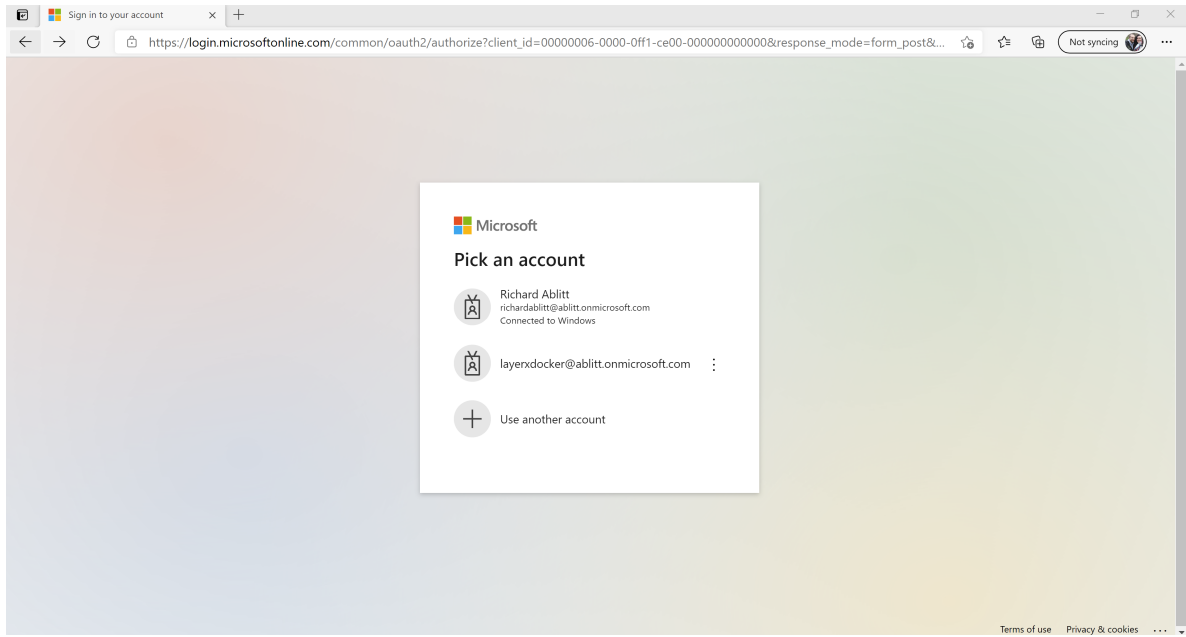 Sign in to your account
https://login.microsoftonline.com/common/oauth2/authorize?client_id=00000006-0000-0ff1-ce00-000000000000&response_mode=form_post&...
Not syncing
Microsoft
Pick an account
Richard Ablitt
richardablitt@ablitt.onmicrosoft.com
Connected to Windows
layerxdocker@ablitt.onmicrosoft.com
Use another account
Terms of use Privacy & cookies ...